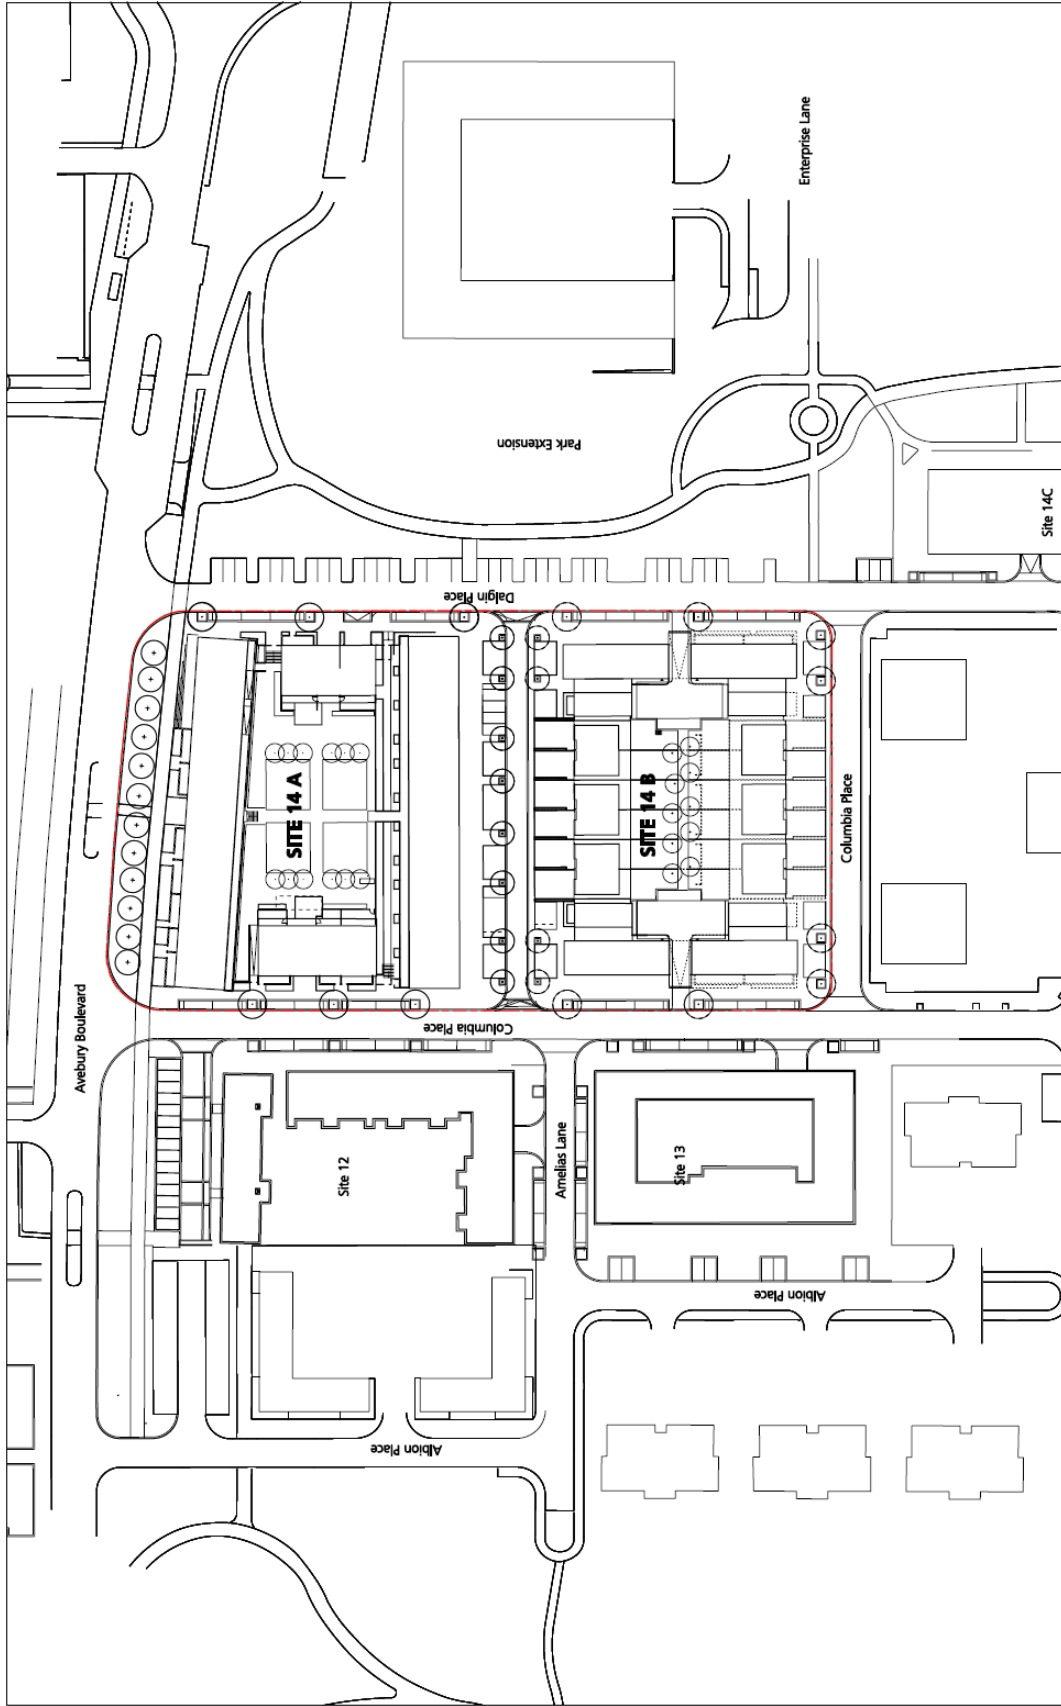 Avebury Boulevard
Enterprise Lane
Park Extension
Site 14C
Dalgin Place
SITE 14 A
SITE 14 B
Columbia Place
Columbia Place
Site 12
Amelias Lane
Site 13
Albion Place
Albion Place